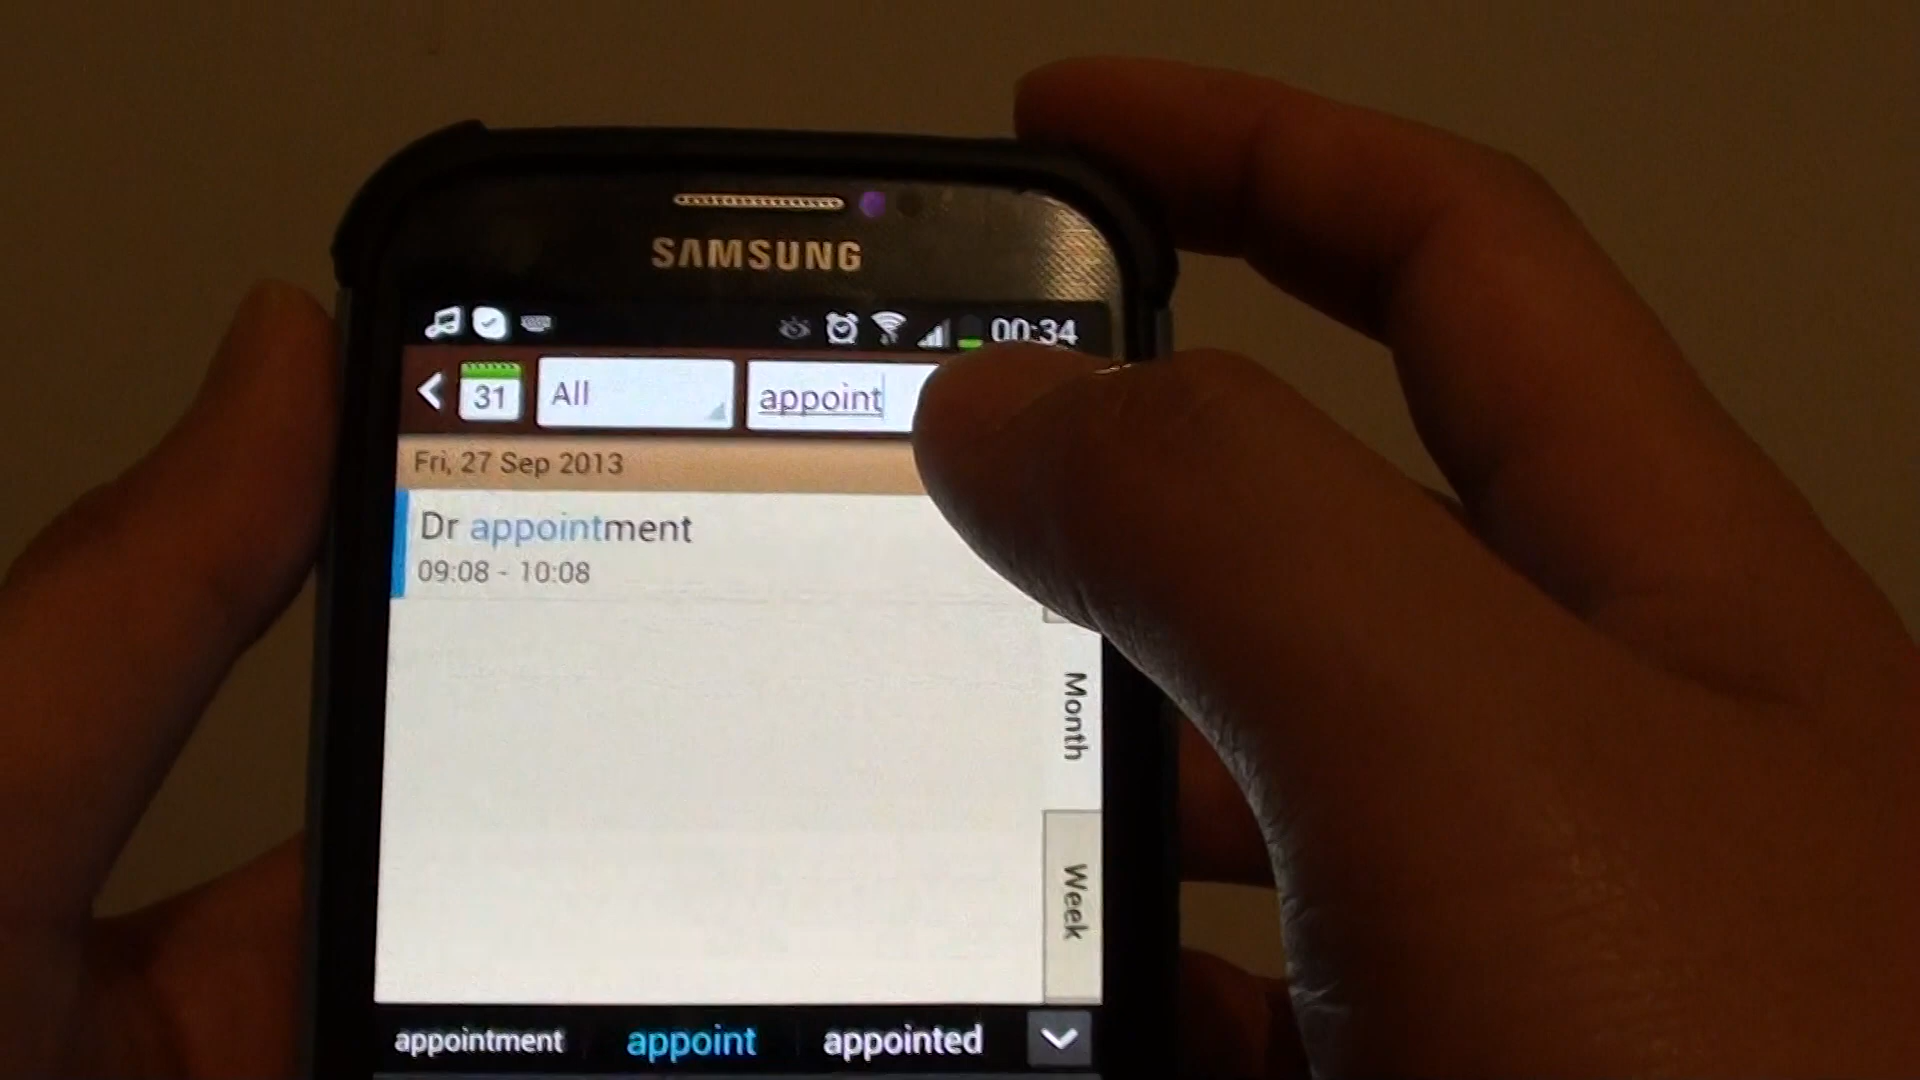 SAMSUNG
00:34
31 All appoint
Fri, 27 Sep 2013
Dr appointment
09:08 - 10:08
Month
Week
appointment appoint appointed